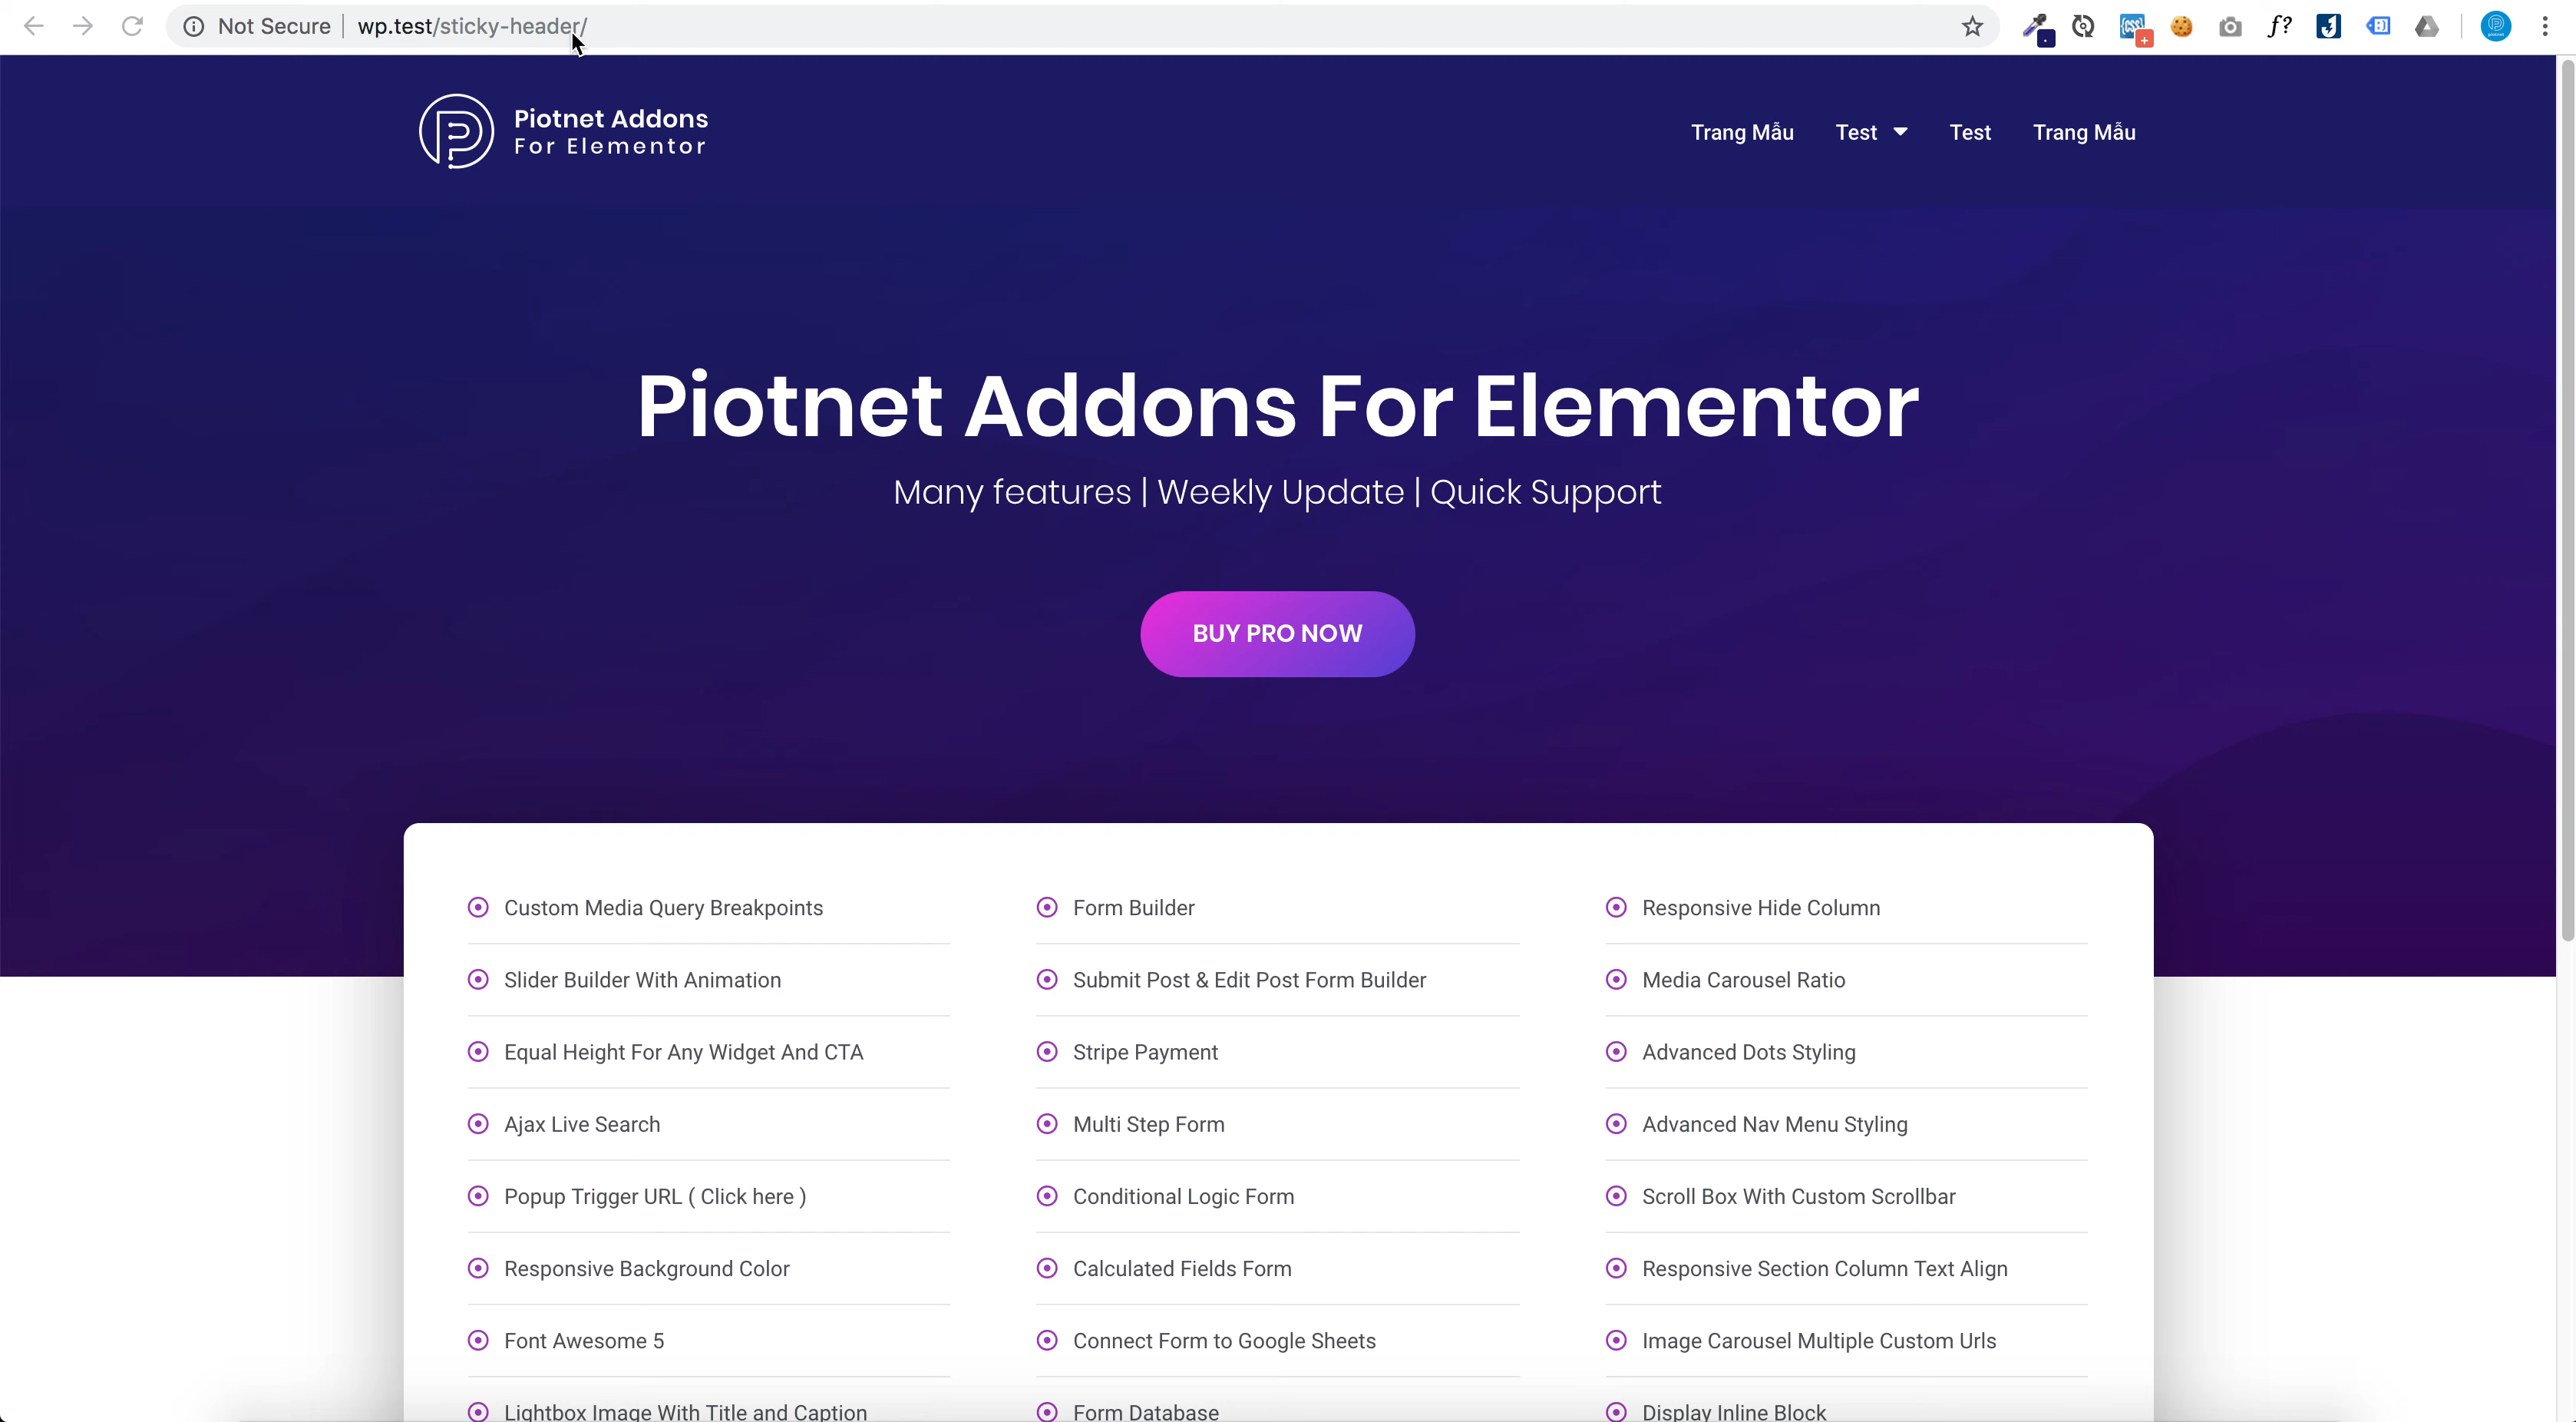 Not Secure | wp.test/sticky-header/
f?
Piotnet Addons
For Elementor
Trang Mẫu Test Test Trang Mẫu
Piotnet Addons For Elementor
Many features | Weekly Update | Quick Support
BUY PRO NOW
Custom Media Query Breakpoints
Form Builder
Responsive Hide Column
Slider Builder With Animation
Submit Post & Edit Post Form Builder
Media Carousel Ratio
Equal Height For Any Widget And CTA
Stripe Payment
Advanced Dots Styling
Ajax Live Search
Multi Step Form
Advanced Nav Menu Styling
Popup Trigger URL ( Click here )
Conditional Logic Form
Scroll Box With Custom Scrollbar
Responsive Background Color
Calculated Fields Form
Responsive Section Column Text Align
Font Awesome 5
Connect Form to Google Sheets
Image Carousel Multiple Custom Urls
Lightbox Image With Title and Caption
Form Database
Display Inline Block